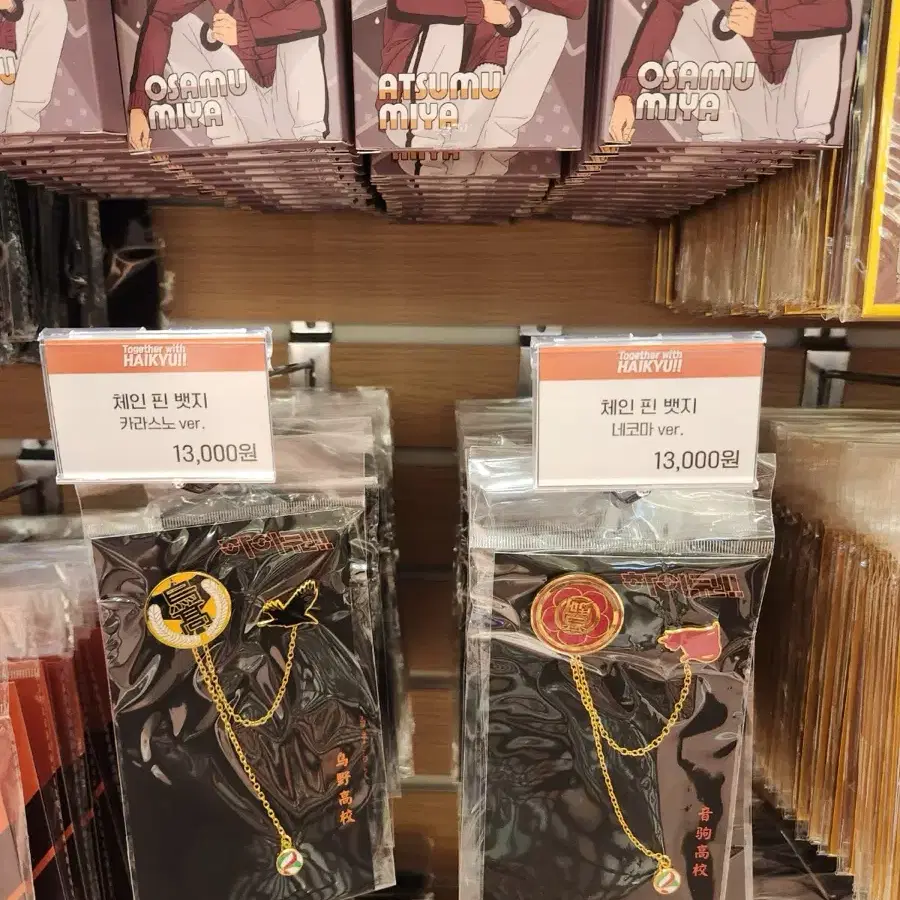 OSAMU
MIYA
ATSUMU
MIYA
OSAMU
MIYA
MIYA
Together with
HAIKYU!!
체인 핀 뱃지
카라스노 ver.
13,000원
Together with
HAIKYU!!
체인 핀 뱃지
네코마 ver.
13,000원
하이큐!!
烏野高校
하이큐!!
音駒高校